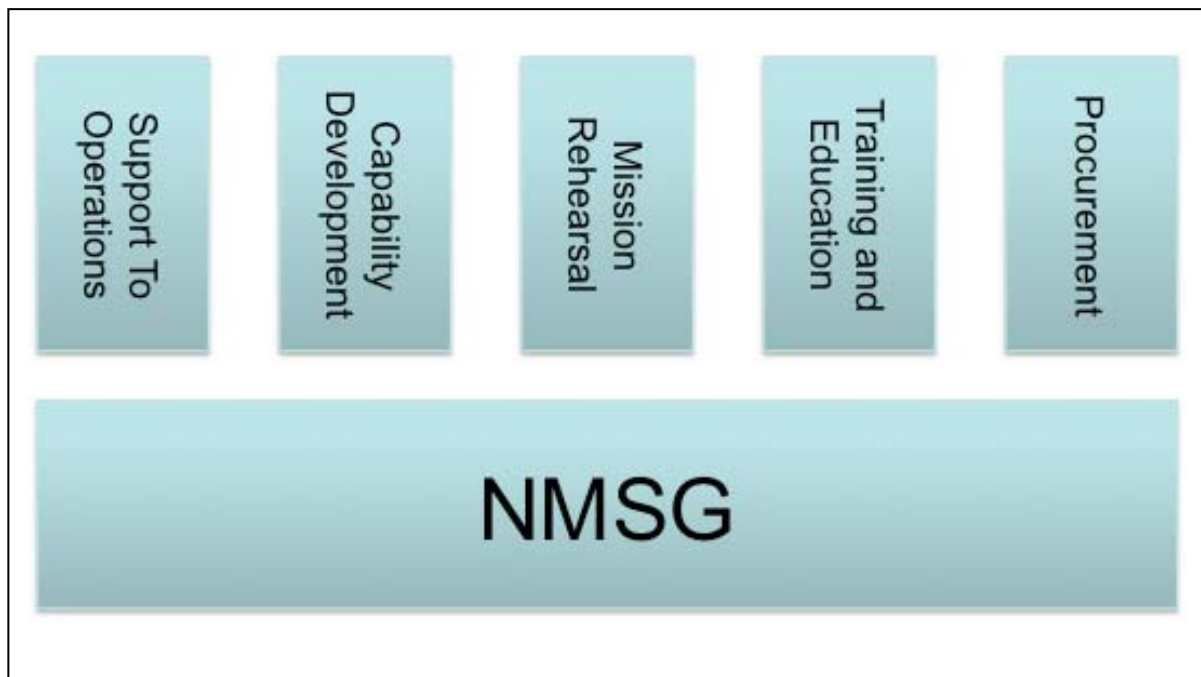 Support To
Operations
Capability
Development
Mission
Rehearsal
Training and
Education
Procurement
NMSG